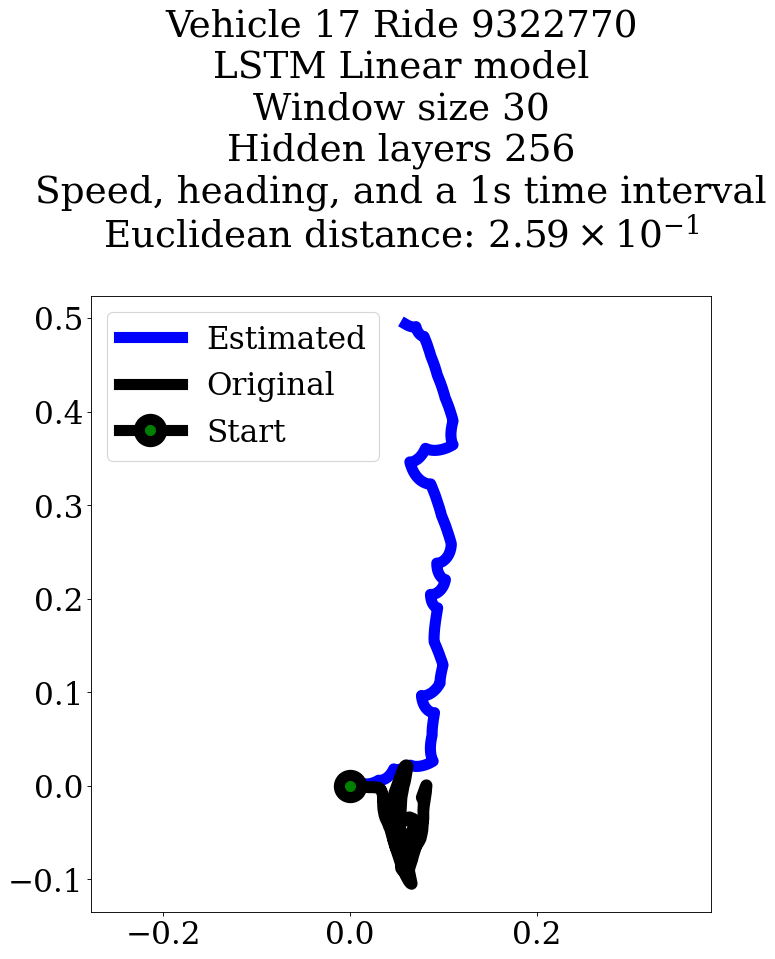 Vehicle 17 Ride 9322770
LSTM Linear model
Window size 30
Hidden layers 256
Speed, heading, and a 1s time interval
Euclidean distance: 2.59 × 10⁻¹
Estimated
Original
Start
0.5
0.4
0.3
0.2
0.1
0.0
−0.1
−0.2
0.0
0.2